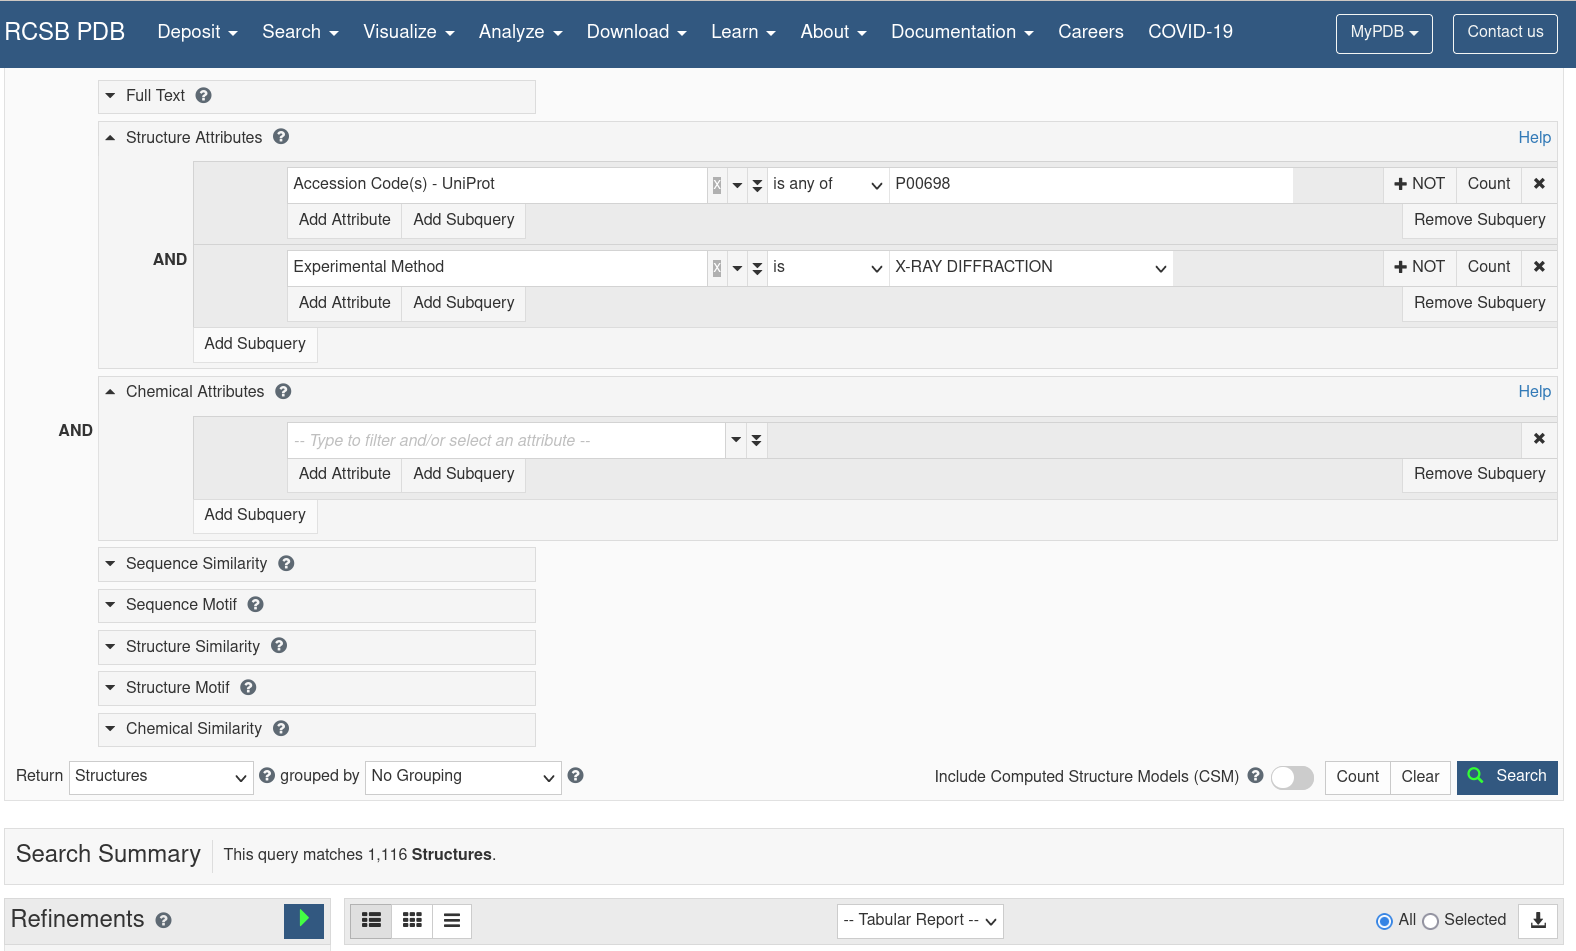 RCSB PDB Deposit Search Visualize Analyze Download Learn About Documentation Careers COVID-19 MyPDB Contact us
Full Text ?
Structure Attributes ? Help
Accession Code(s) - UniProt X is any of P00698 NOT Count
Add Attribute Add Subquery Remove Subquery
AND
Experimental Method X is X-RAY DIFFRACTION NOT Count
Add Attribute Add Subquery Remove Subquery
Add Subquery
Chemical Attributes ? Help
AND
-- Type to filter and/or select an attribute --
Add Attribute Add Subquery Remove Subquery
Add Subquery
Sequence Similarity ?
Sequence Motif ?
Structure Similarity ?
Structure Motif ?
Chemical Similarity ?
Return Structures ? grouped by No Grouping ? Include Computed Structure Models (CSM) ? Count Clear Search
Search Summary This query matches 1,116 Structures.
Refinements ? -- Tabular Report -- All Selected